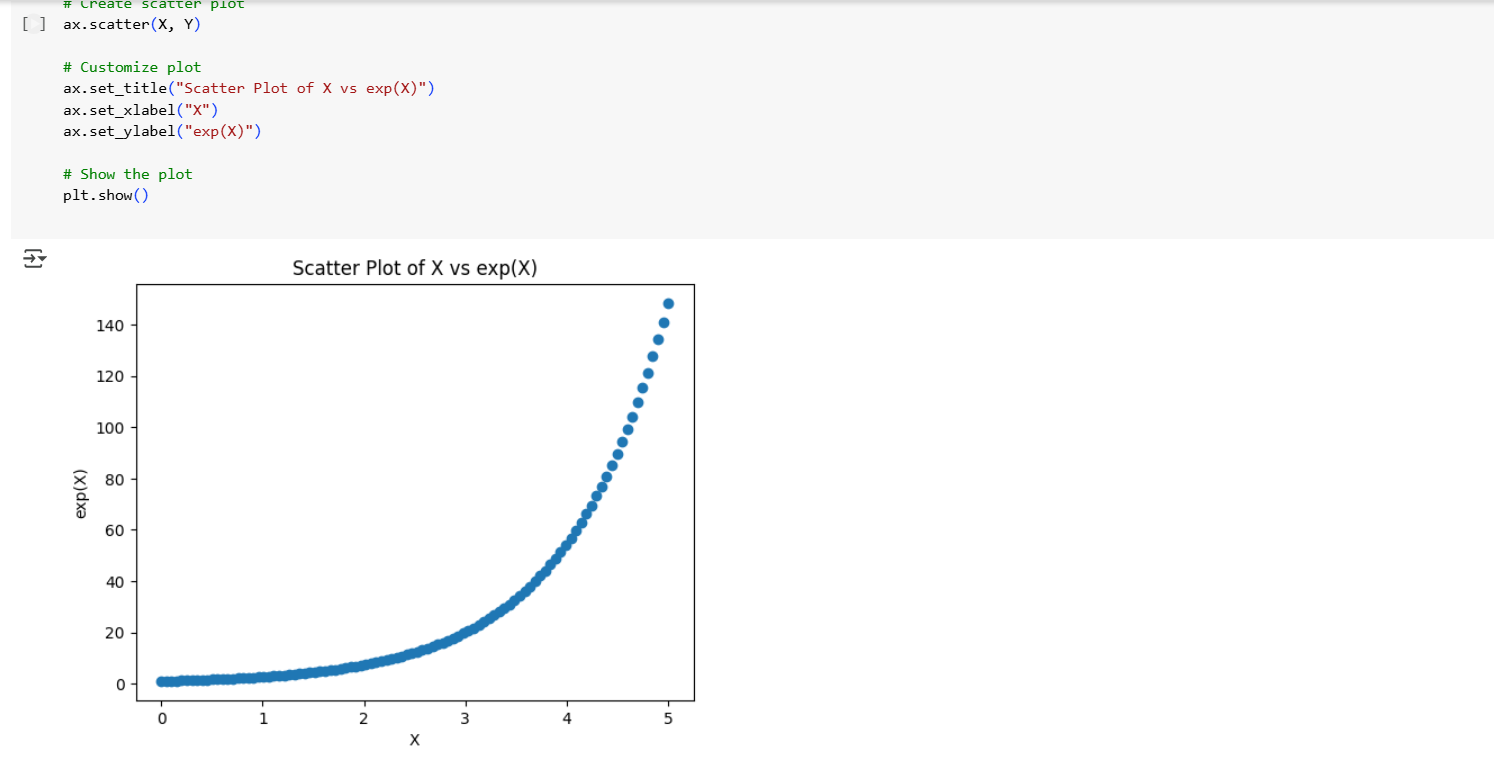 # Create scatter plot
[ ] ax.scatter(X, Y)
# Customize plot
ax.set_title("Scatter Plot of X vs exp(X)")
ax.set_xlabel("X")
ax.set_ylabel("exp(X)")
# Show the plot
plt.show()
Scatter Plot of X vs exp(X)
140
120
100
80
60
40
20
0
exp(X)
0 1 2 3 4 5
X